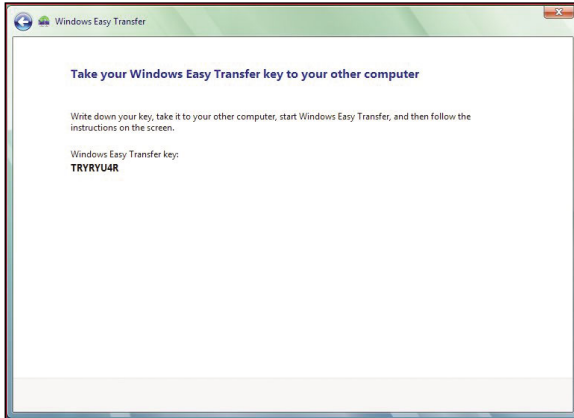 Windows Easy Transfer
Take your Windows Easy Transfer key to your other computer
Write down your key, take it to your other computer, start Windows Easy Transfer, and then follow the
instructions on the screen.
Windows Easy Transfer key:
TRYRYU4R